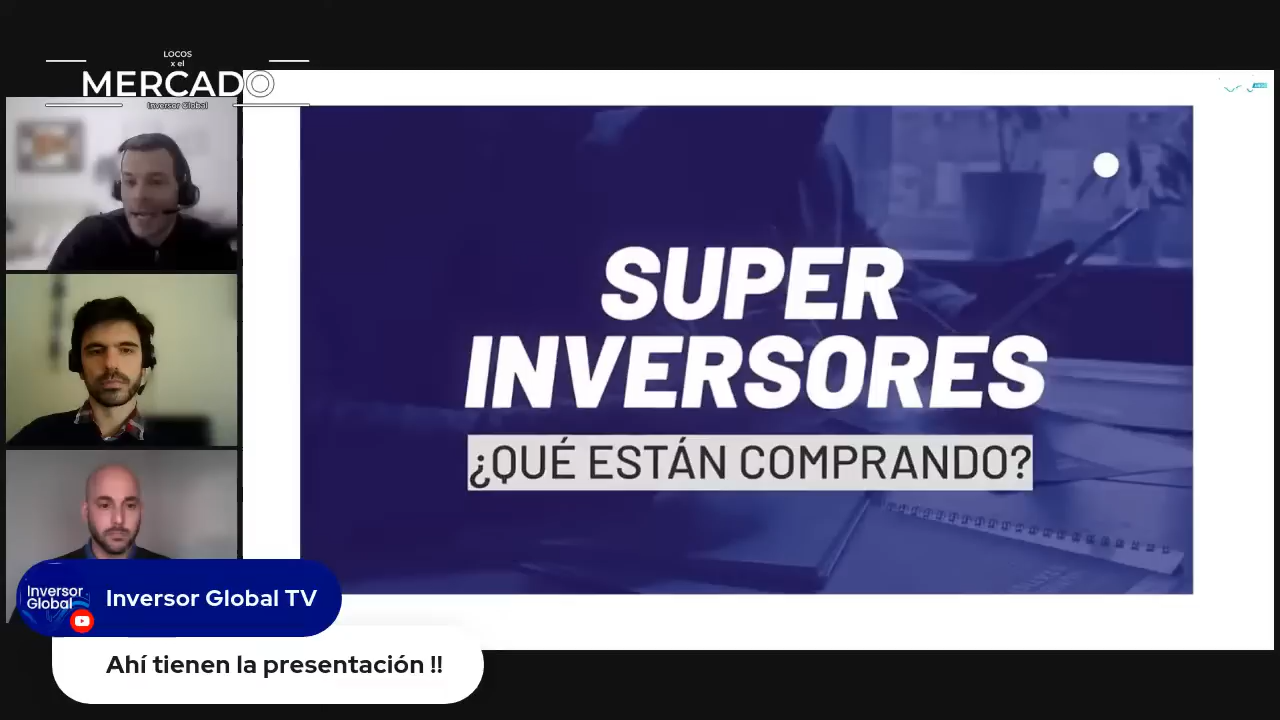 LOCOS
x el
MERCADO
Inversor Global
SUPER
INVERSORES
¿QUÉ ESTÁN COMPRANDO?
Inversor
Global
Inversor Global TV
Ahí tienen la presentación !!